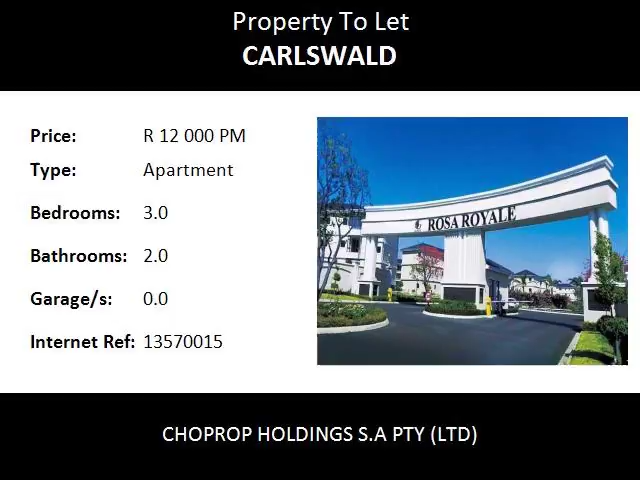 Property To Let
CARLSWALD
Price: R 12 000 PM
Type: Apartment
Bedrooms: 3.0
Bathrooms: 2.0
Garage/s: 0.0
Internet Ref: 13570015
ROSA ROYALE
CHOPROP HOLDINGS S.A PTY (LTD)